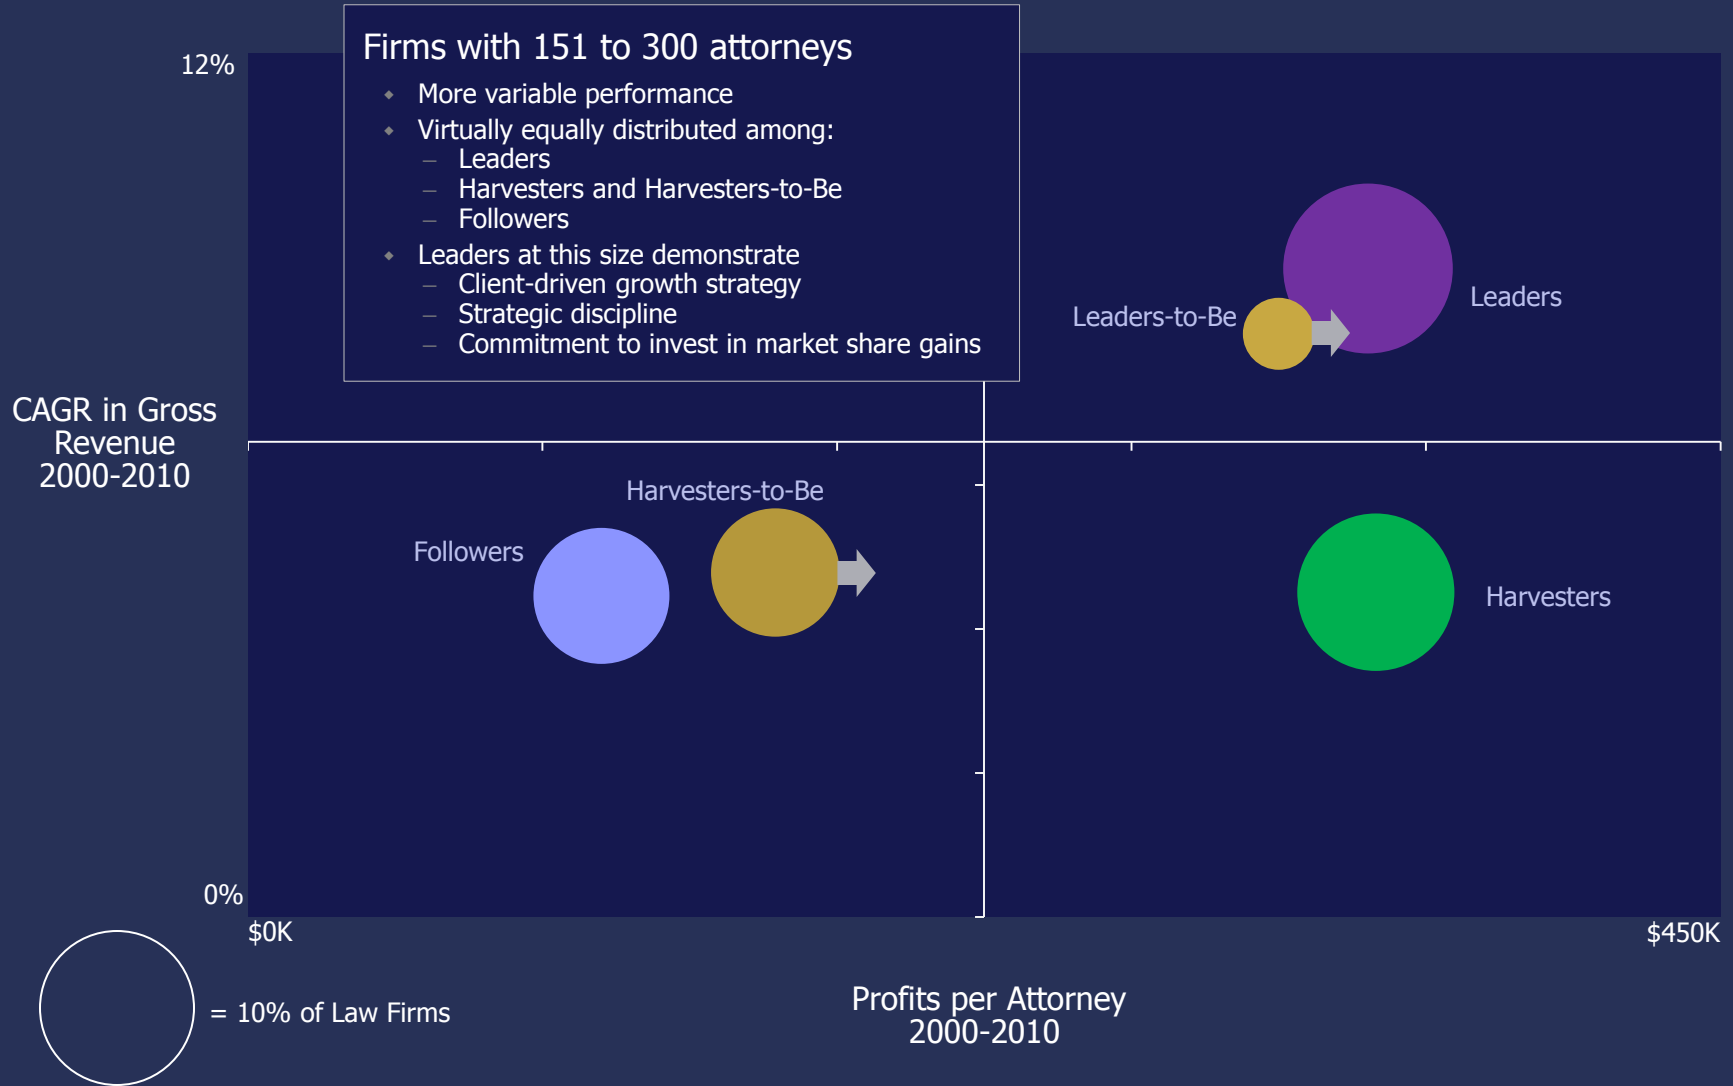 Firms with 151 to 300 attorneys
◆ More variable performance
◆ Virtually equally distributed among:
– Leaders
– Harvesters and Harvesters-to-Be
– Followers
◆ Leaders at this size demonstrate
– Client-driven growth strategy
– Strategic discipline
– Commitment to invest in market share gains
12%
Leaders
Leaders-to-Be
CAGR in Gross
Revenue
2000-2010
Harvesters-to-Be
Followers
Harvesters
0%
$0K
$450K
Profits per Attorney
2000-2010
= 10% of Law Firms